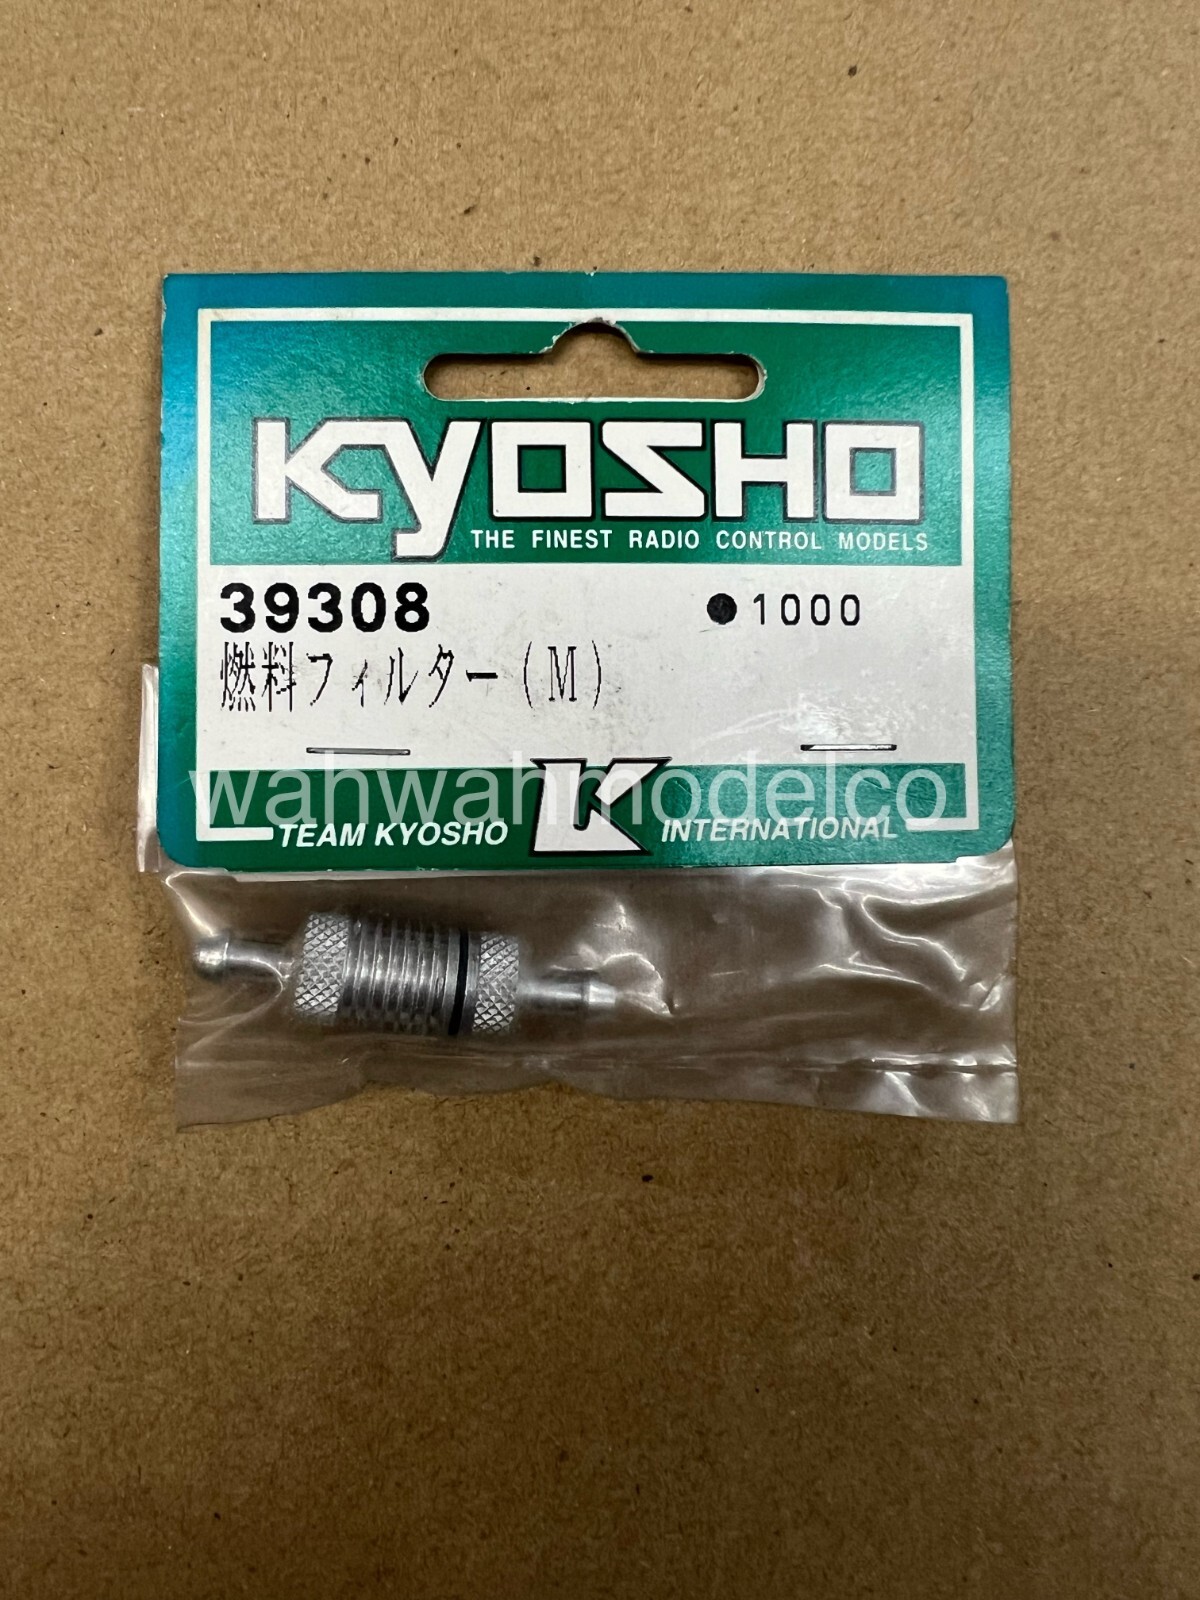 KYOSHO
THE FINEST RADIO CONTROL MODELS
39308 ●1000
燃料フィルター(M)
wahwahmodelco
TEAM KYOSHO K INTERNATIONAL